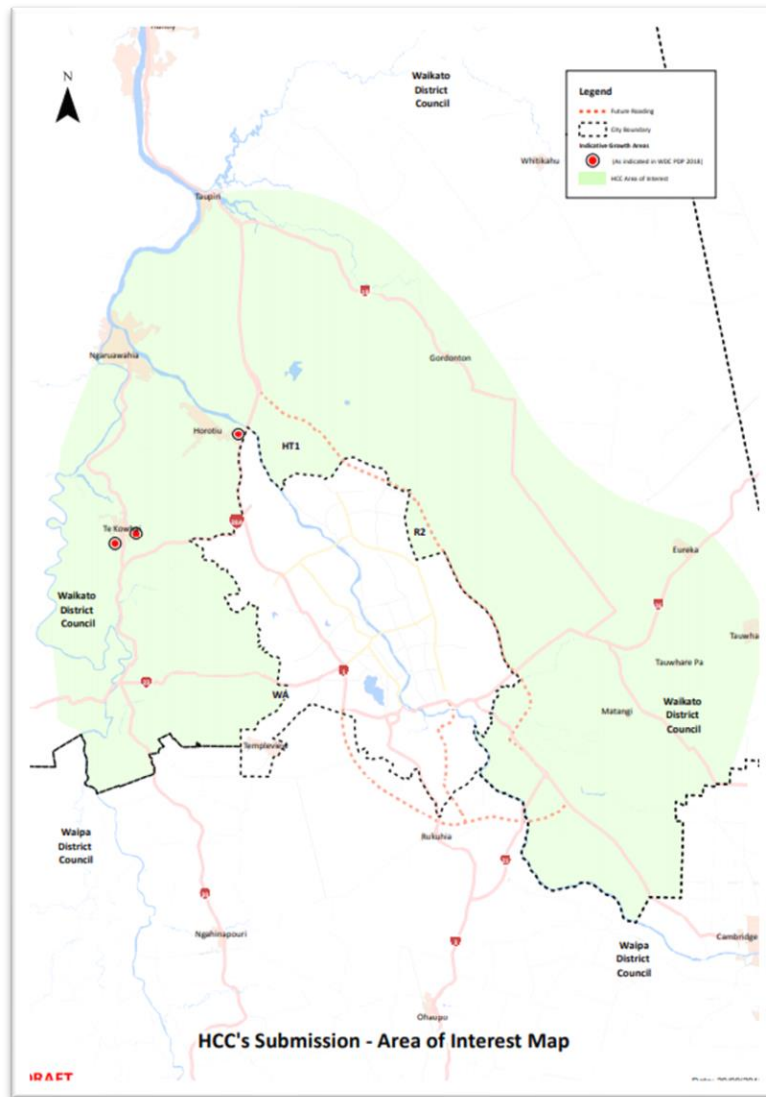 N
Waikato
District
Council
Legend
Future Roading
City Boundary
Indicative Growth Areas
(As indicated in WDC PDP 2018)
HCC Area of Interest
Whitikahu
Taupiri
Gordonton
Ngaruawahia
Horotiu
HT1
R2
Te Kowhai
Eureka
Waikato
District
Council
Tauwhare Pa
Waikato
District
Council
Matangi
WA
1
Templeview
Waipa
District
Council
Rukuhia
Ngahinapouri
3
Waipa
District
Council
Cambridge
Ohaupo
HCC's Submission - Area of Interest Map